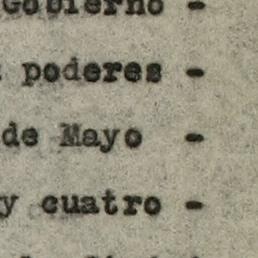 Gobierno -
poderes -
de Mayo -
y cuatro -